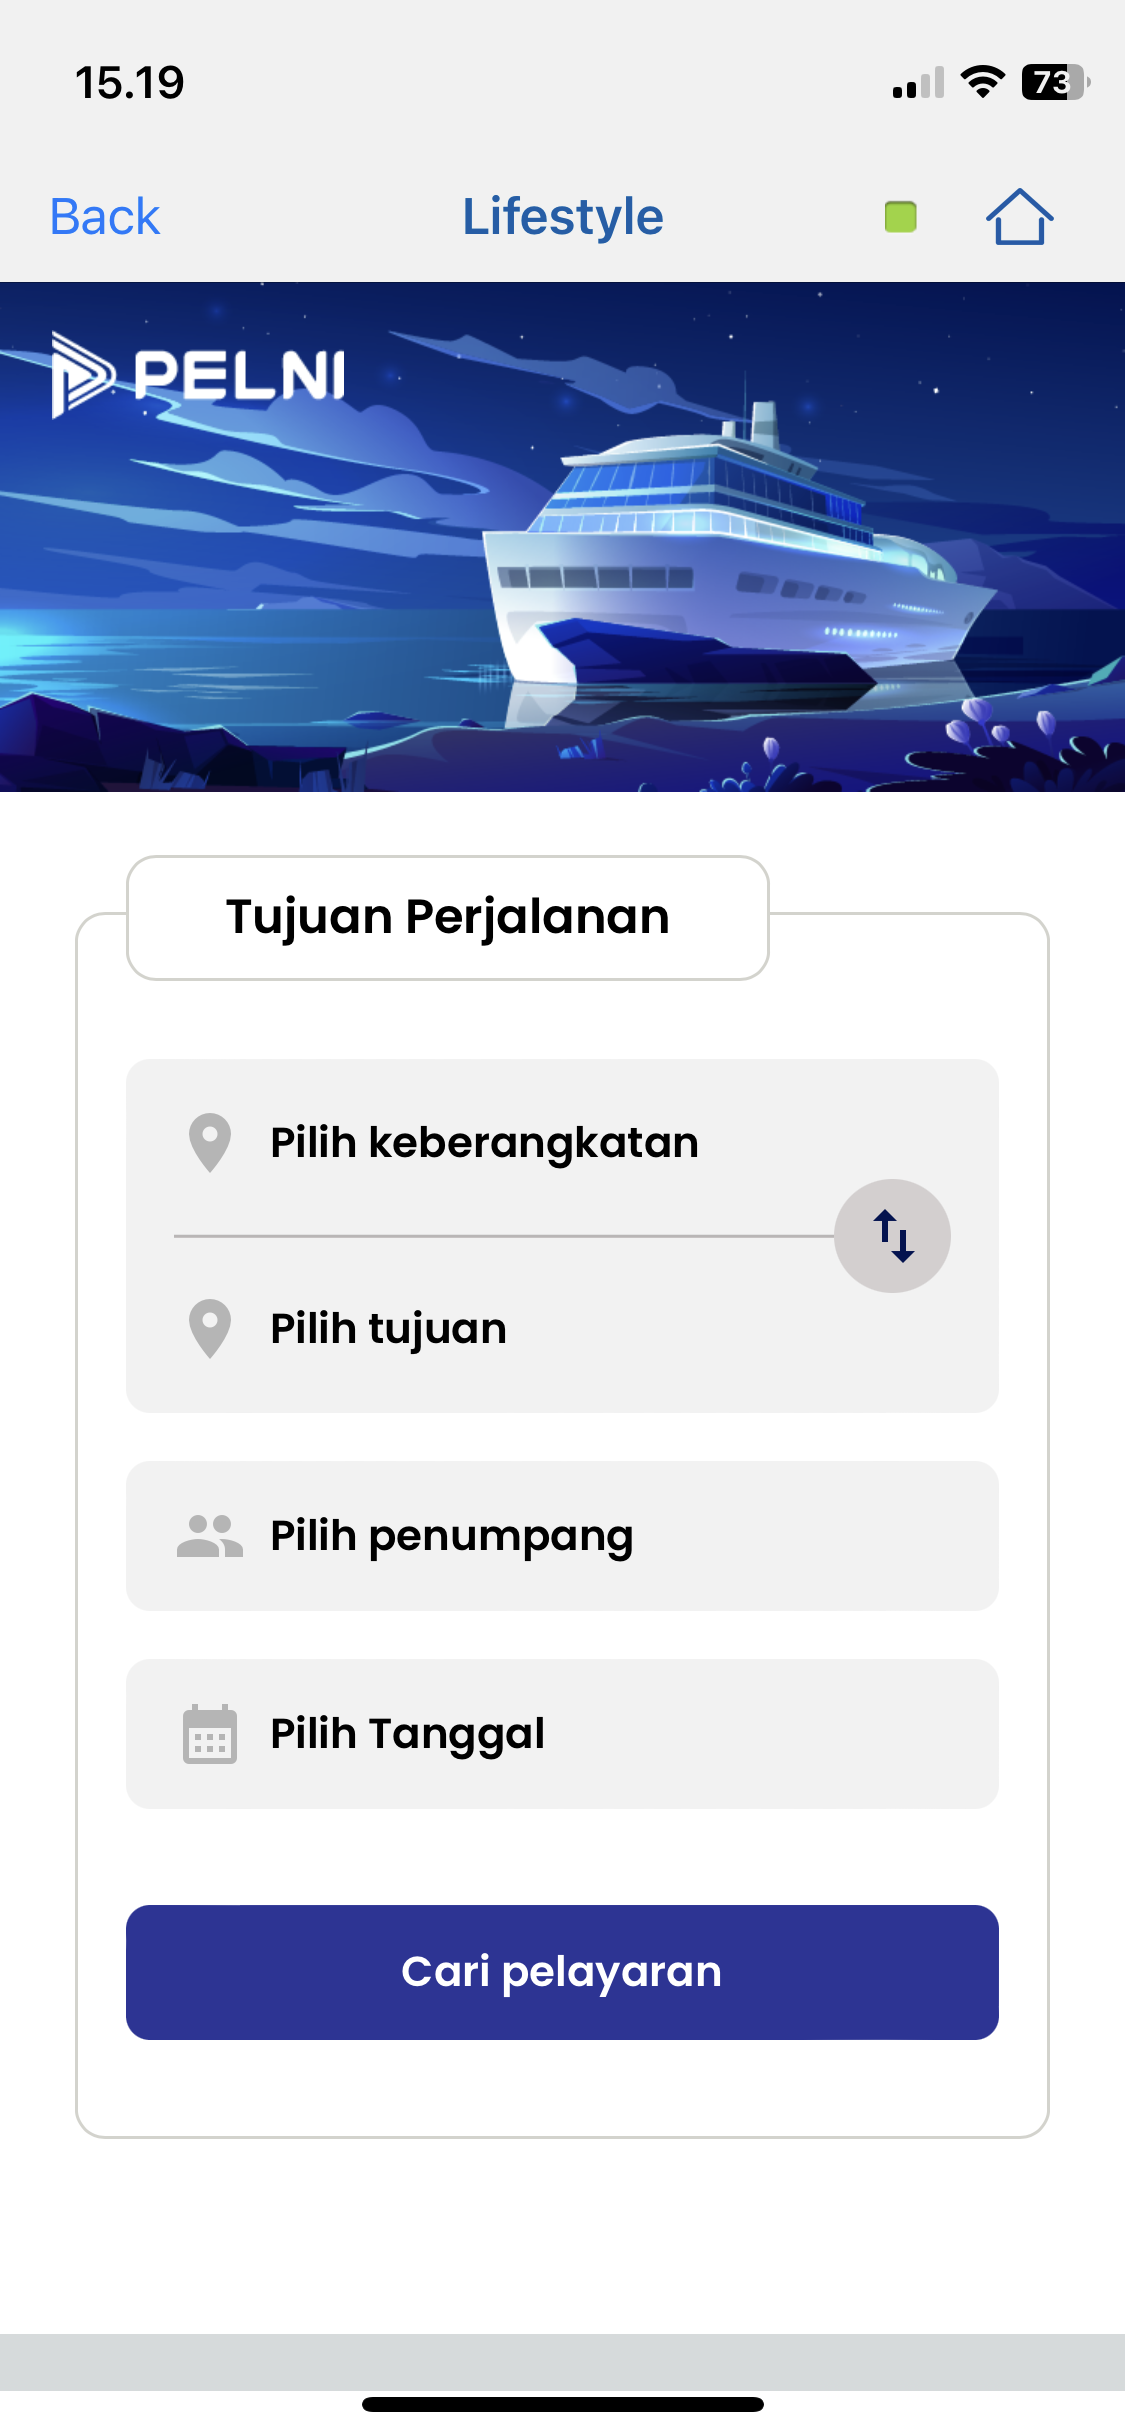 15.19
73
Back
Lifestyle
PELNI
Tujuan Perjalanan
Pilih keberangkatan
Pilih tujuan
Pilih penumpang
Pilih Tanggal
Cari pelayaran